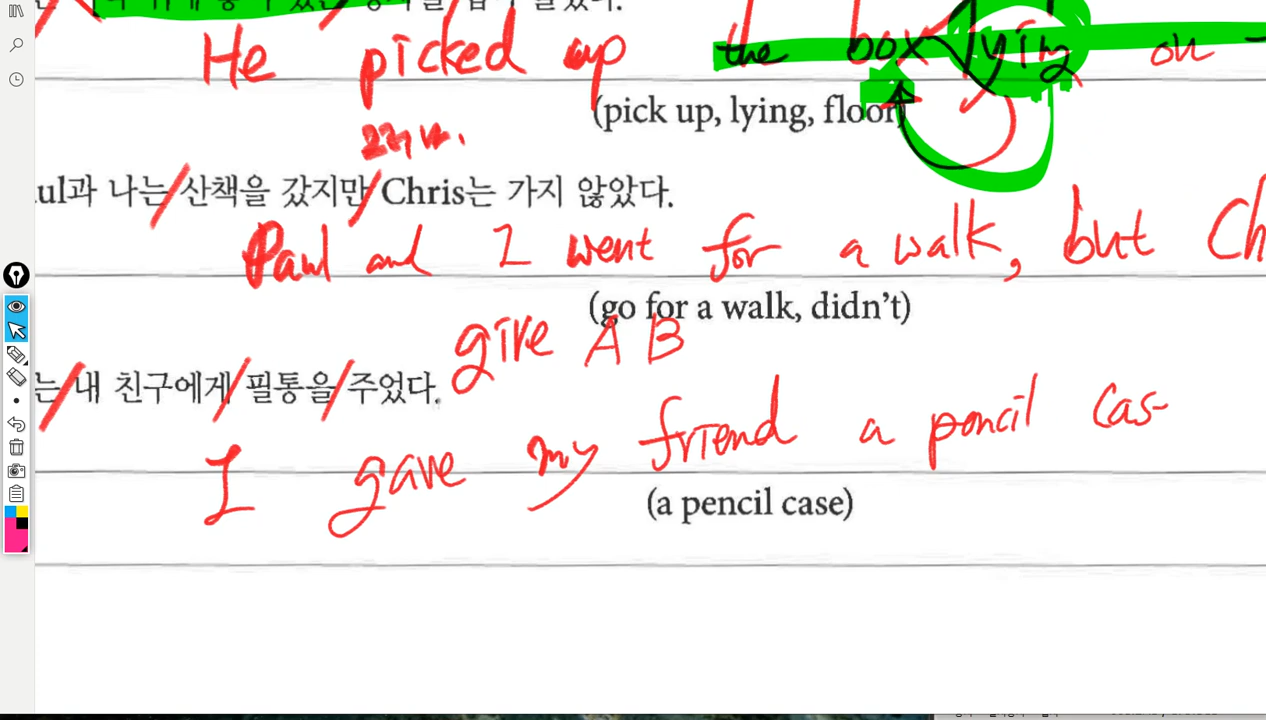 He picked up the box lying on
(pick up, lying, floor)
ul과 나는 산책을 갔지만 Chris는 가지 않았다.
Paul and I went for a walk, but Ch
(go for a walk, didn't)
give A B
는 내 친구에게 필통을 주었다.
I gave my friend a pencil cas
(a pencil case)